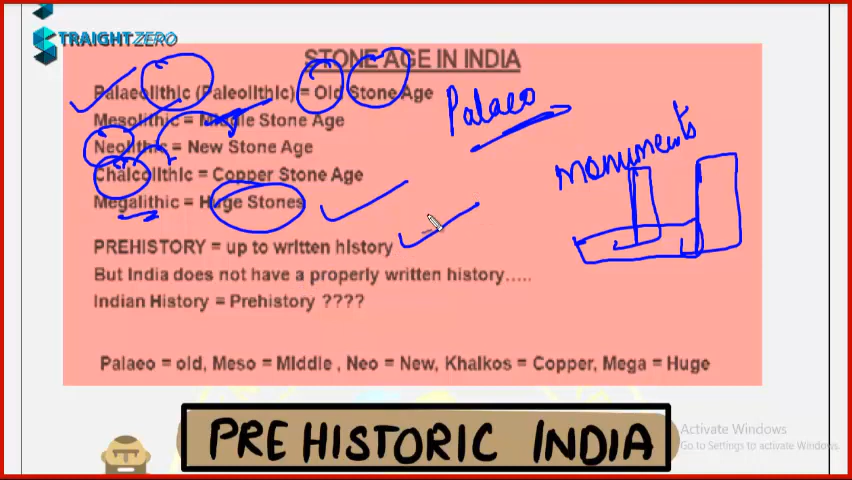 STRAIGHTZERO
STONE AGE IN INDIA
Palaeolithic (Paleolithic) = Old Stone Age
Mesolithic = Middle Stone Age
Neolithic = New Stone Age
Chalcolithic = Copper Stone Age
Megalithic = Huge Stones
Palaeo
monuments
PREHISTORY = up to written history
But India does not have a properly written history.....
Indian History = Prehistory ????
Palaeo = old, Meso = Middle , Neo = New, Khalkos = Copper, Mega = Huge
PRE HISTORIC INDIA
Activate Windows
Go to Settings to activate Windows.